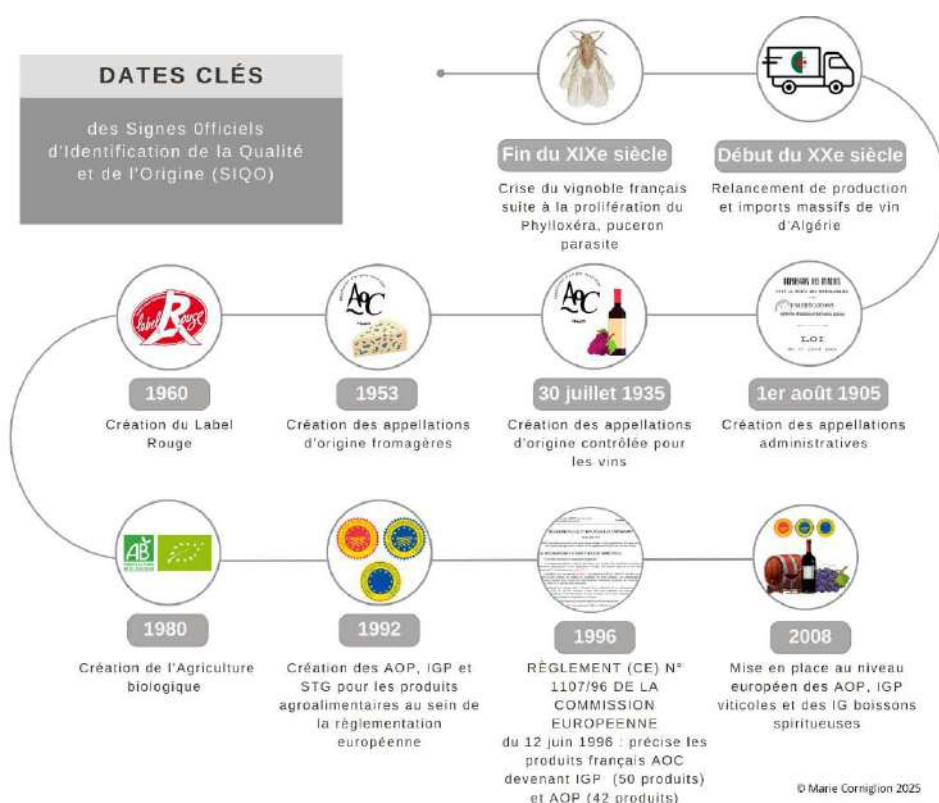 DATES CLÉS
des Signes Officiels
d'Identification de la Qualité
et de l'Origine (SIQO)
Fin du XIXe siècle
Crise du vignoble français
suite à la prolifération du
Phylloxéra, puceron
parasite
Début du XXe siècle
Relancement de production
et imports massifs de vin
d'Algérie
LOI
1er août 1905
Création des appellations
administratives
AOC
30 juillet 1935
Création des appellations
d'origine contrôlée pour
les vins
AOC
1953
Création des appellations
d'origine fromagères
Label Rouge
1960
Création du Label
Rouge
AB
1980
Création de l'Agriculture
biologique
1992
Création des AOP, IGP et
STG pour les produits
agroalimentaires au sein de
la règlementation
européenne
1996
RÈGLEMENT (CE) N°
1107/96 DE LA
COMMISSION
EUROPEENNE
du 12 juin 1996 : précise les
produits français AOC
devenant IGP (50 produits)
et AOP (42 produits)
2008
Mise en place au niveau
européen des AOP, IGP
viticoles et des IG boissons
spiritueuses
© Marie Corniglion 2025